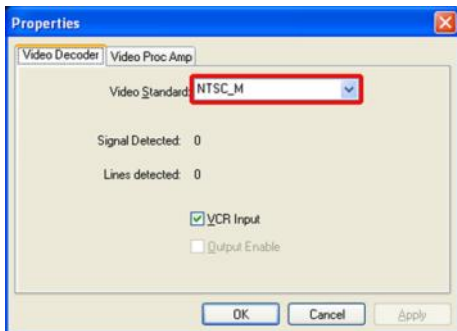 Properties
Video Decoder Video Proc Amp
Video Standard: NTSC_M
Signal Detected: 0
Lines detected: 0
VCR Input
Output Enable
OK Cancel Apply